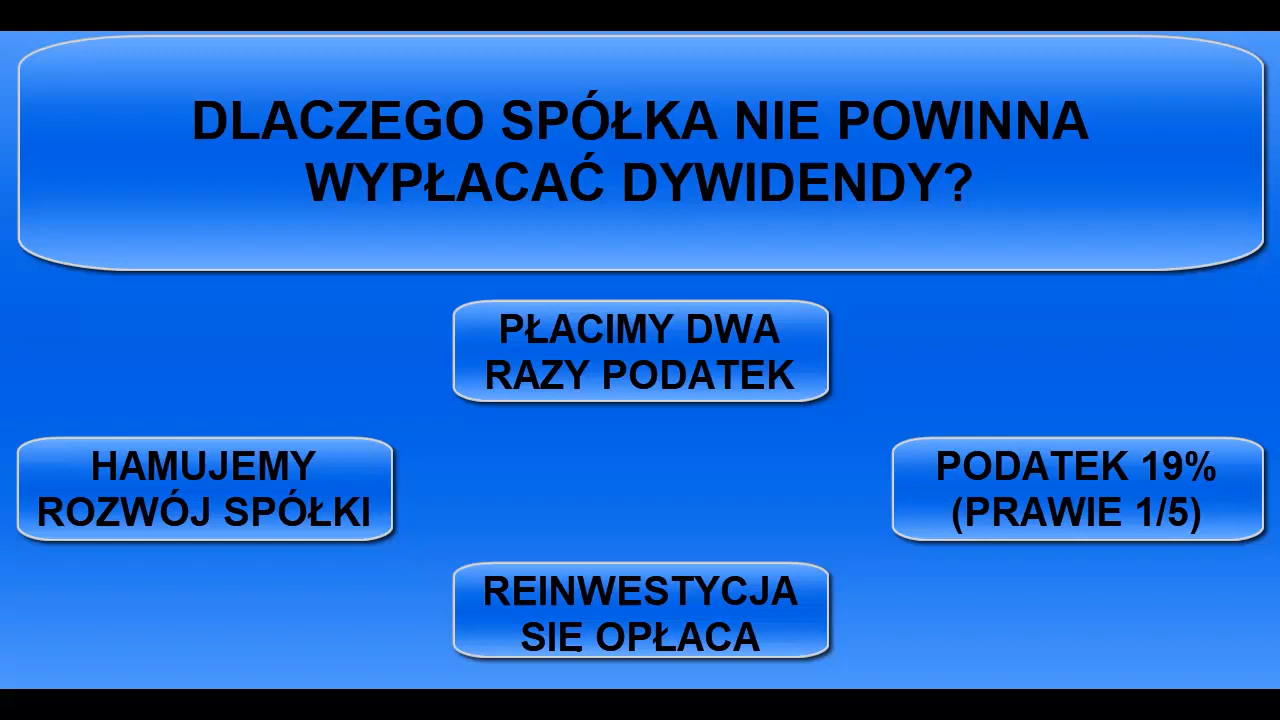 DLACZEGO SPÓŁKA NIE POWINNA
WYPŁACAĆ DYWIDENDY?
PŁACIMY DWA
RAZY PODATEK
HAMUJEMY
ROZWÓJ SPÓŁKI
PODATEK 19%
(PRAWIE 1/5)
REINWESTYCJA
SIĘ OPŁACA